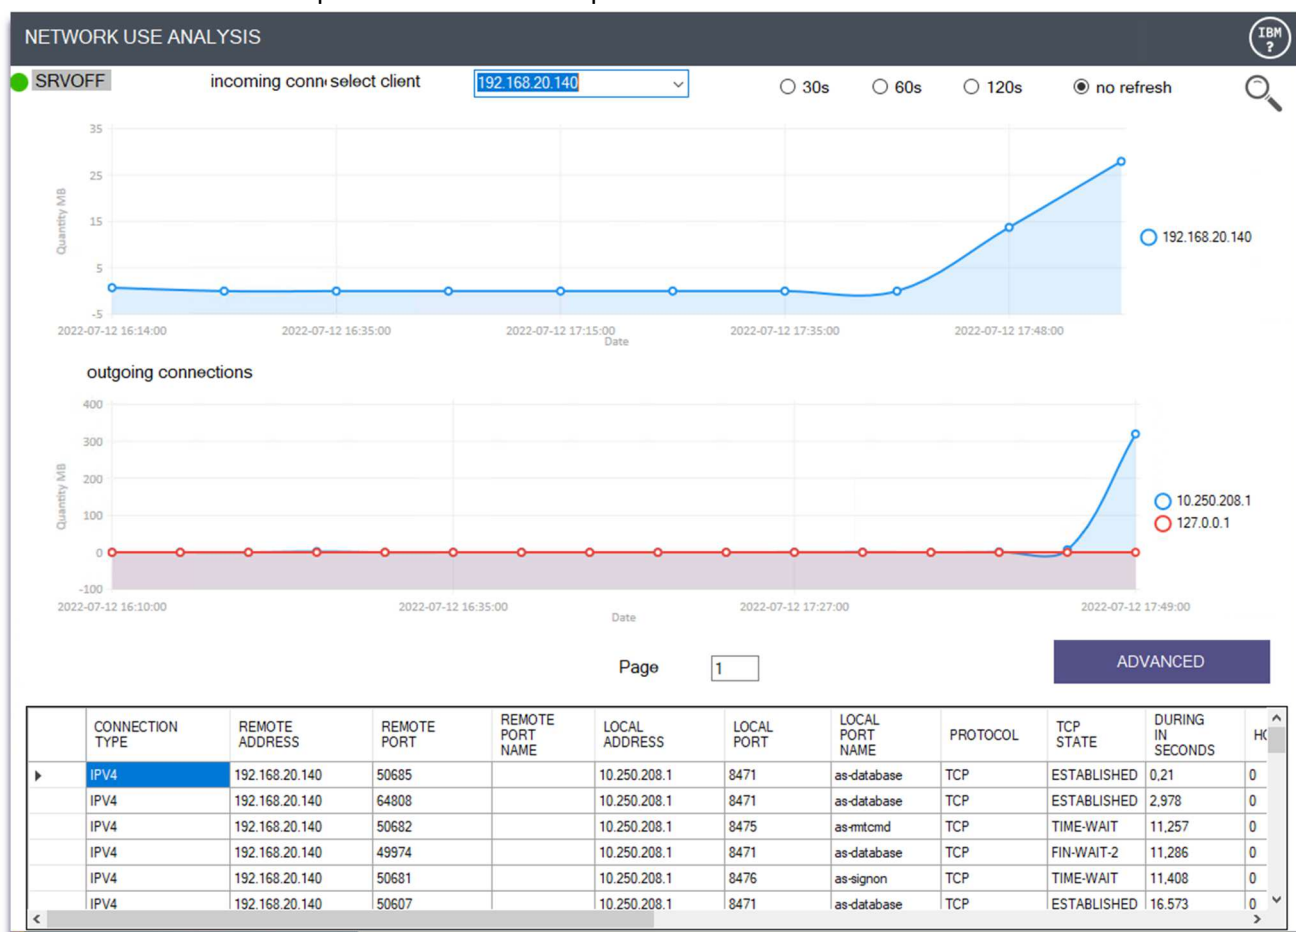 NETWORK USE ANALYSIS
IBM
?
SRVOFF
incoming conn select client
192.168.20.140
30s
60s
120s
no refresh
35
25
15
5
-5
Quantity MB
2022-07-12 16:14:00
2022-07-12 16:35:00
2022-07-12 17:15:00
2022-07-12 17:35:00
2022-07-12 17:48:00
Date
192.168.20.140
outgoing connections
400
300
200
100
0
-100
Quantity MB
2022-07-12 16:10:00
2022-07-12 16:35:00
2022-07-12 17:27:00
2022-07-12 17:49:00
Date
10.250.208.1
127.0.0.1
Page 1
ADVANCED
CONNECTION TYPE REMOTE ADDRESS REMOTE PORT REMOTE PORT NAME LOCAL ADDRESS LOCAL PORT LOCAL PORT NAME PROTOCOL TCP STATE DURING IN SECONDS
IPV4 192.168.20.140 50685 10.250.208.1 8471 as-database TCP ESTABLISHED 0,21 0
IPV4 192.168.20.140 64808 10.250.208.1 8471 as-database TCP ESTABLISHED 2,978 0
IPV4 192.168.20.140 50682 10.250.208.1 8475 as-rmtcmd TCP TIME-WAIT 11,257 0
IPV4 192.168.20.140 49974 10.250.208.1 8471 as-database TCP FIN-WAIT-2 11,286 0
IPV4 192.168.20.140 50681 10.250.208.1 8476 as-signon TCP TIME-WAIT 11,408 0
IPV4 192.168.20.140 50607 10.250.208.1 8471 as-database TCP ESTABLISHED 16,573 0